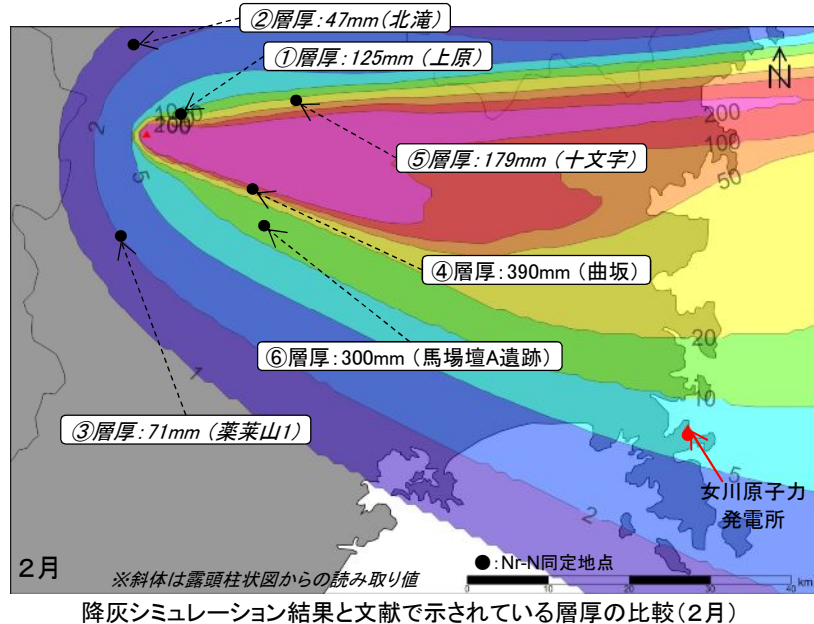 ②層厚:47mm(北滝)
①層厚:125mm(上原)
N
100
200
2
5
⑤層厚:179mm(十文字)
200
100
50
④層厚:390mm(曲坂)
⑥層厚:300mm(馬場壇A遺跡)
20
1
10
③層厚:71mm(薬莱山1)
5
女川原子力
発電所
2
2月
※斜体は露頭柱状図からの読み取り値
●:Nr-N同定地点
0 10 20 30 40 km
降灰シミュレーション結果と文献で示されている層厚の比較(2月)